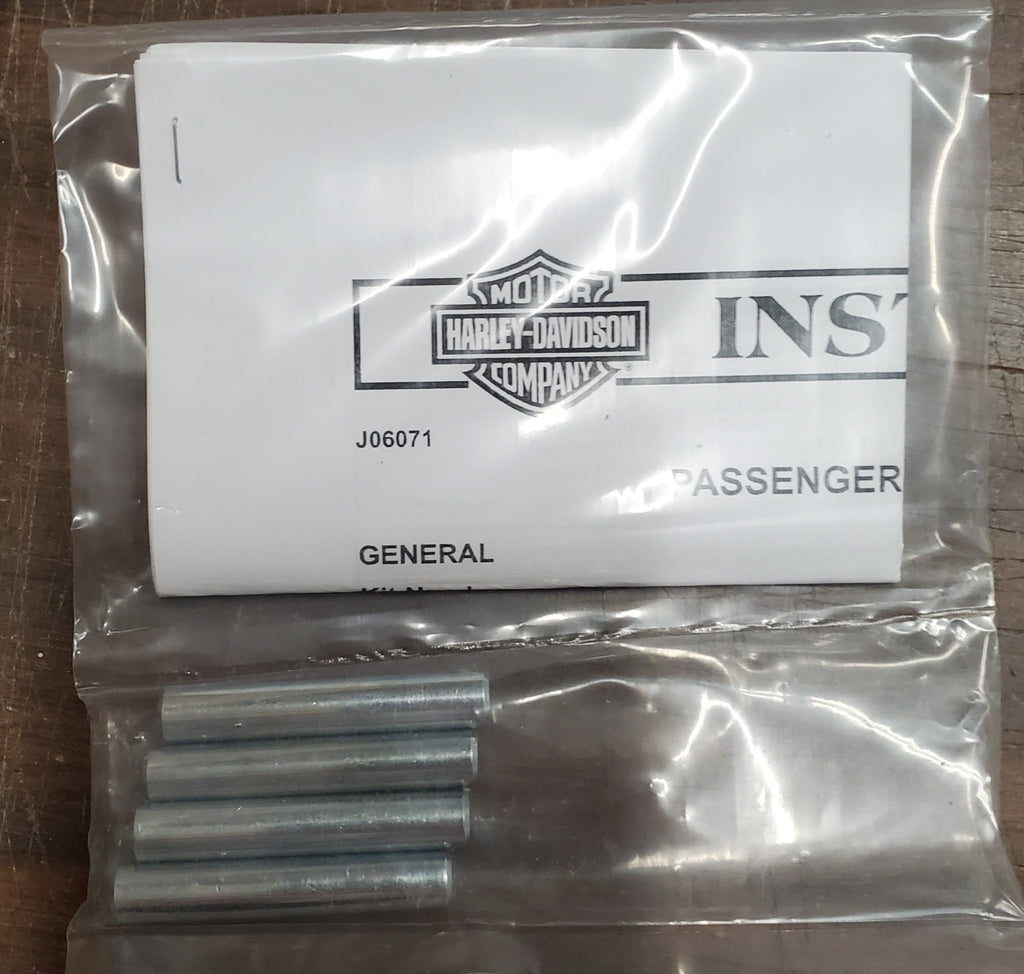 MOTOR
HARLEY-DAVIDSON
COMPANY
®
INST
J06071
PASSENGER
GENERAL